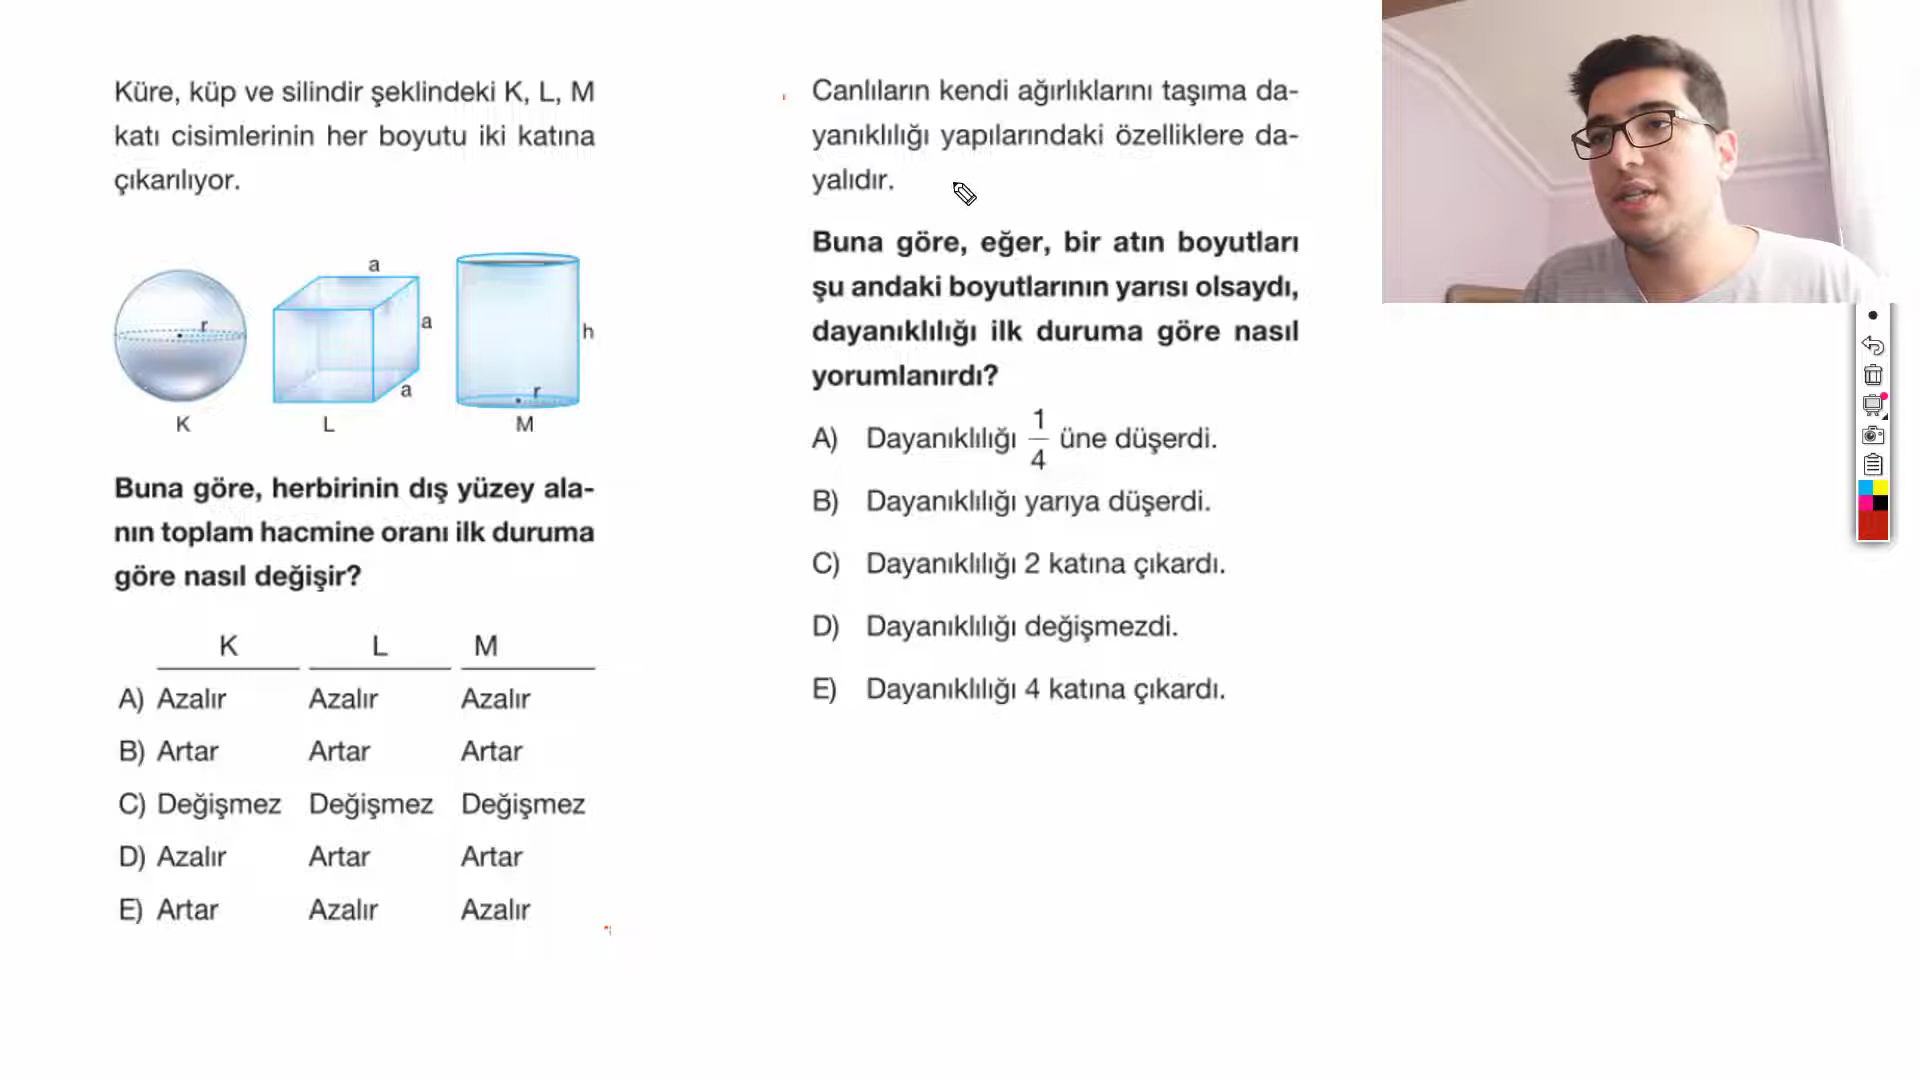 Küre, küp ve silindir şeklindeki K, L, M
katı cisimlerinin her boyutu iki katına
çıkarılıyor.
a
r
a
h
a
r
K
L
M
Buna göre, herbirinin dış yüzey ala-
nın toplam hacmine oranı ilk duruma
göre nasıl değişir?
K L M
A) Azalır Azalır Azalır
B) Artar Artar Artar
C) Değişmez Değişmez Değişmez
D) Azalır Artar Artar
E) Artar Azalır Azalır
Canlıların kendi ağırlıklarını taşıma da-
yanıklılığı yapılarındaki özelliklere da-
yalıdır.
Buna göre, eğer, bir atın boyutları
şu andaki boyutlarının yarısı olsaydı,
dayanıklılığı ilk duruma göre nasıl
yorumlanırdı?
A) Dayanıklılığı 1/4 üne düşerdi.
B) Dayanıklılığı yarıya düşerdi.
C) Dayanıklılığı 2 katına çıkardı.
D) Dayanıklılığı değişmezdi.
E) Dayanıklılığı 4 katına çıkardı.